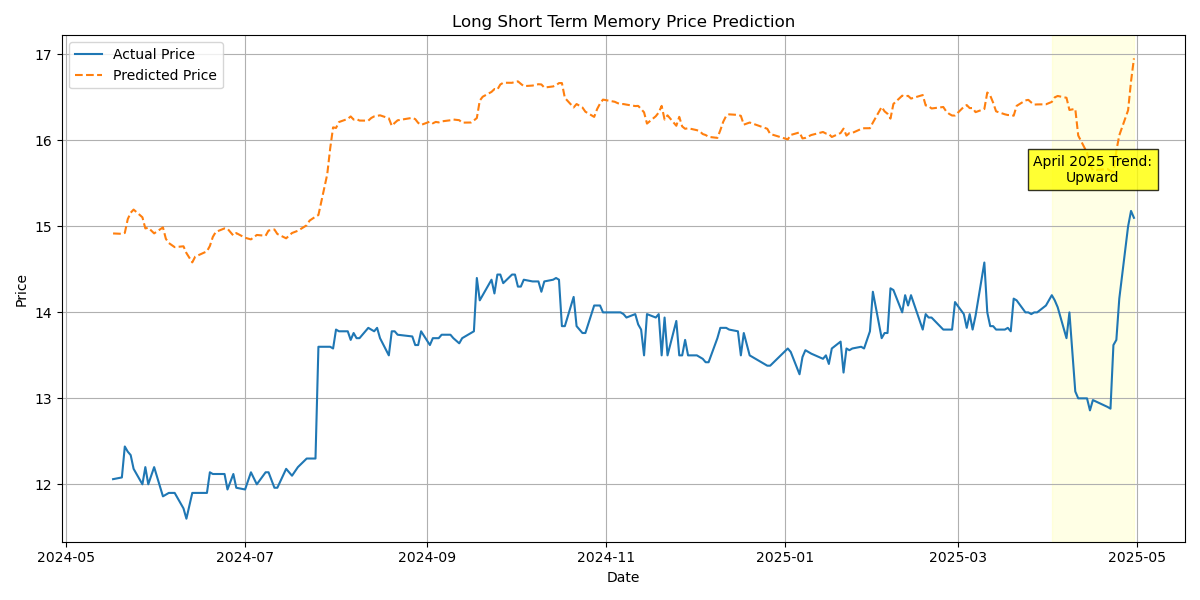 Long Short Term Memory Price Prediction
Actual Price
Predicted Price
17
16
15
14
13
12
Price
April 2025 Trend:
Upward
2024-05
2024-07
2024-09
2024-11
2025-01
2025-03
2025-05
Date